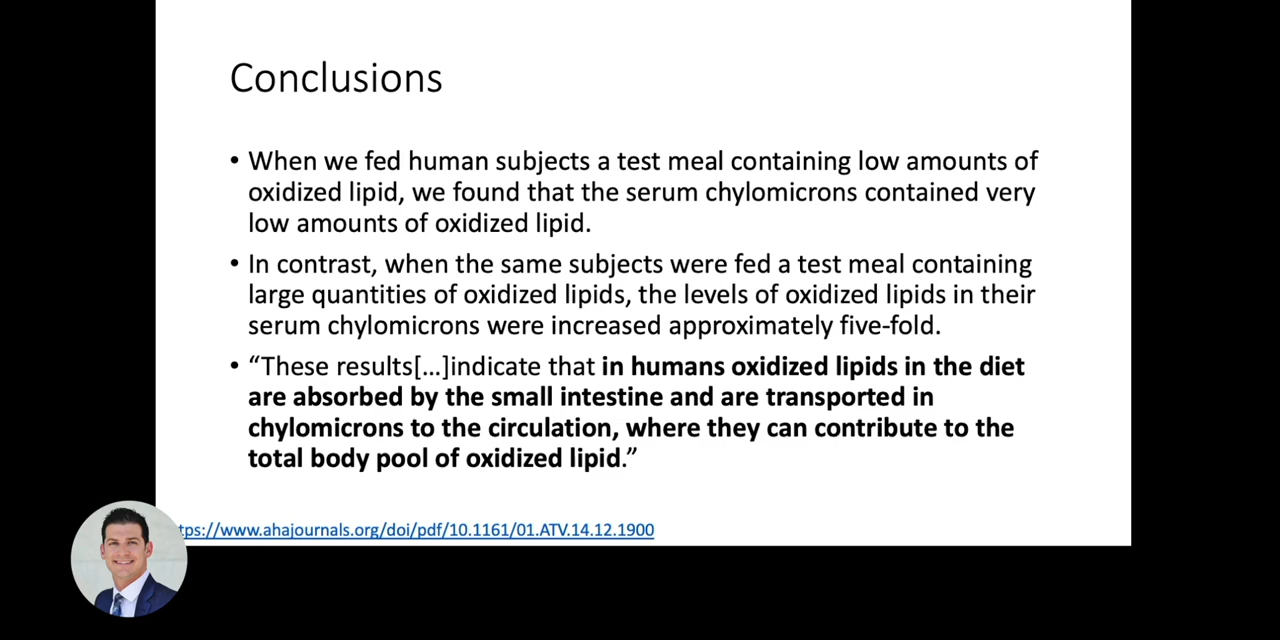 Conclusions
• When we fed human subjects a test meal containing low amounts of
oxidized lipid, we found that the serum chylomicrons contained very
low amounts of oxidized lipid.
• In contrast, when the same subjects were fed a test meal containing
large quantities of oxidized lipids, the levels of oxidized lipids in their
serum chylomicrons were increased approximately five-fold.
• “These results[…]indicate that in humans oxidized lipids in the diet
are absorbed by the small intestine and are transported in
chylomicrons to the circulation, where they can contribute to the
total body pool of oxidized lipid.”
tps://www.ahajournals.org/doi/pdf/10.1161/01.ATV.14.12.1900